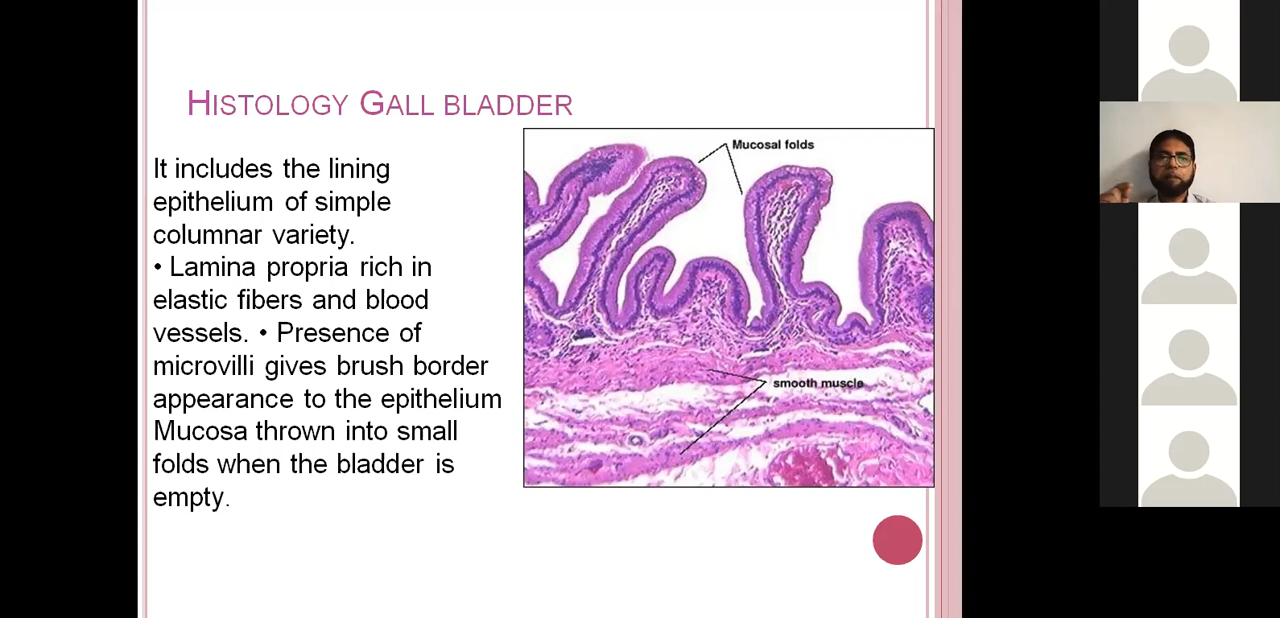 HISTOLOGY GALL BLADDER
It includes the lining
epithelium of simple
columnar variety.
• Lamina propria rich in
elastic fibers and blood
vessels. • Presence of
microvilli gives brush border
appearance to the epithelium
Mucosa thrown into small
folds when the bladder is
empty.
Mucosal folds
smooth muscle